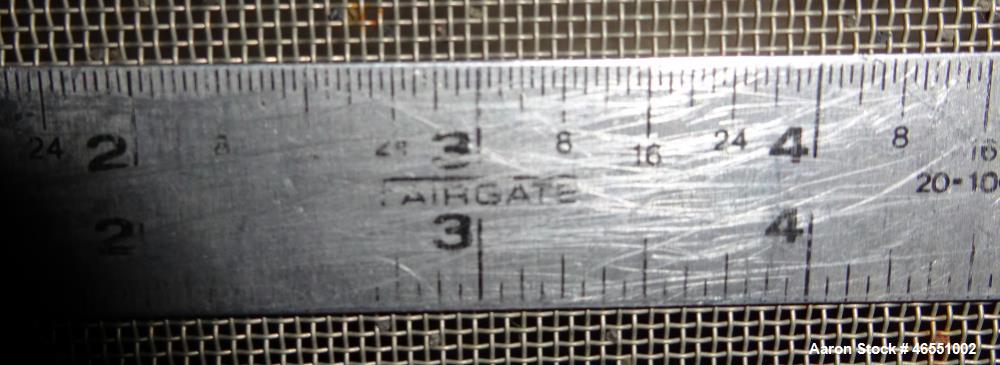 24 2 8 24 3 8 16 24 4 8 16
FAIRGATE
20-10
2 3 4
Aaron Stock # 46551002